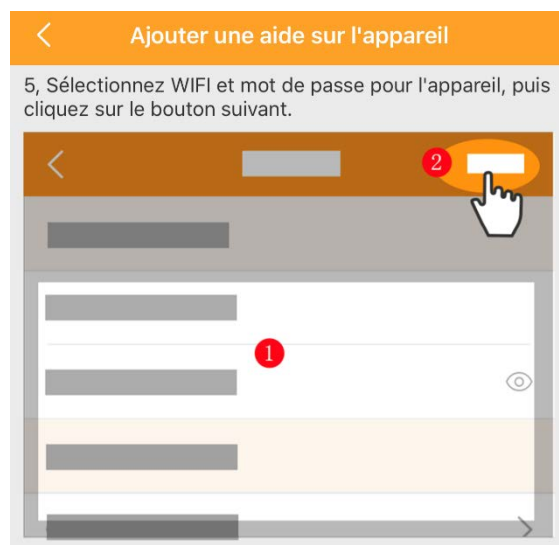 Ajouter une aide sur l'appareil
5, Sélectionnez WIFI et mot de passe pour l'appareil, puis
cliquez sur le bouton suivant.
2
1